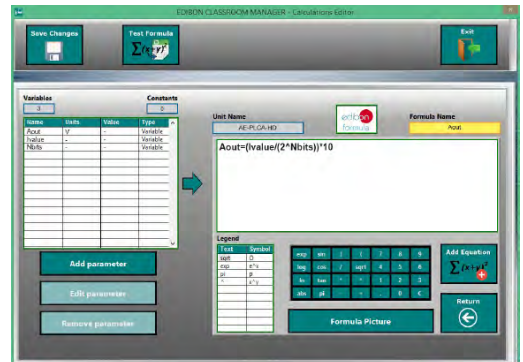 EDIBON CLASSROOM MANAGER - Calculations Editor
Save Changes
Test Formula
Exit
Variables
Constants
3
0
Name Units Value Type
Aout V - Variable
Ivalue - - Variable
Nbits - - Variable
Unit Name
AE-PLCA-HD
edibon
formula
Formula Name
Aout
Aout=(Ivalue/(2^Nbits))*10
Add parameter
Edit parameter
Remove parameter
Legend
Text Symbol
sqrt
exp e^x
pi
^ x^y
exp sin ( ) 7 8 9
log cos / sqrt 4 5 6
ln tan * ^ 1 2 3
abs pi - + . 0 C
Formula Picture
Add Equation
Return